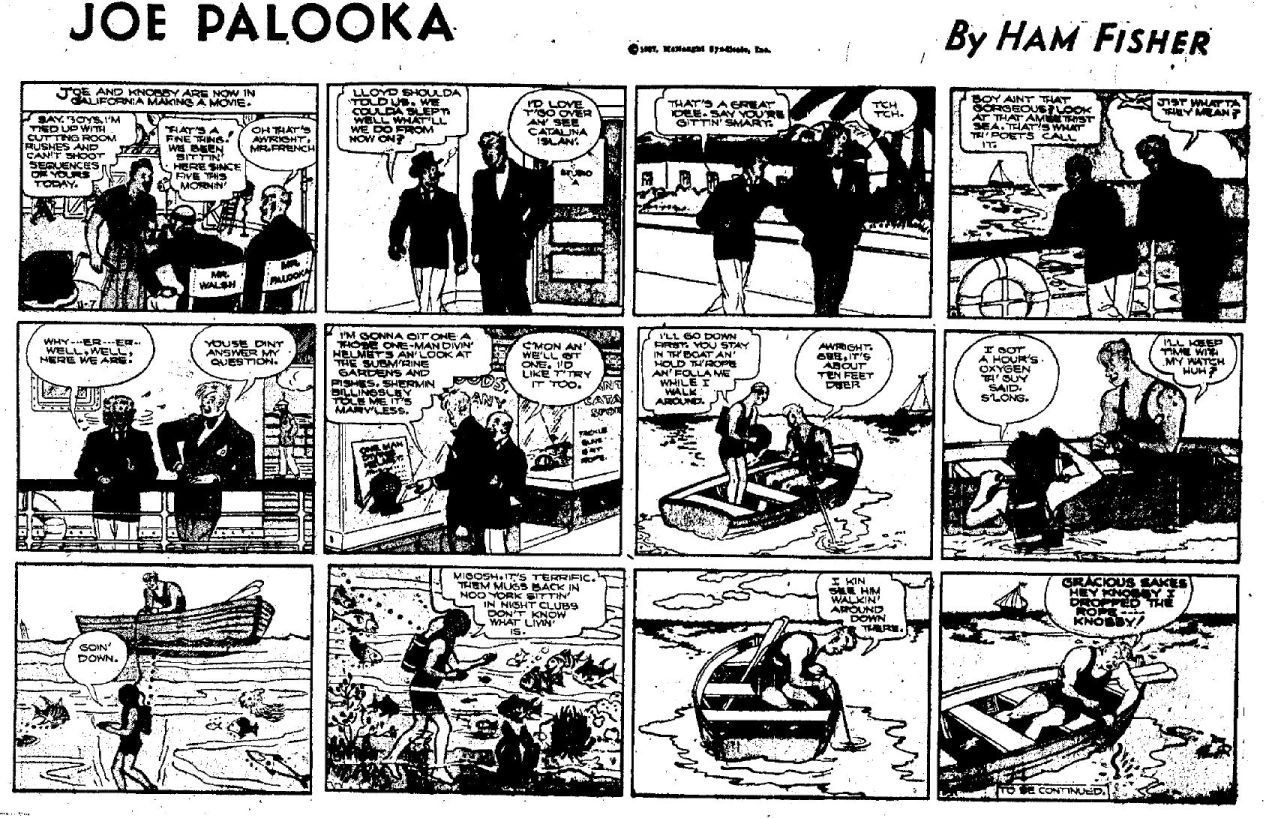 JOE PALOOKA
By HAM FISHER
JOE AND KNOBBY ARE NOW IN
CALIFORNIA MAKING A MOVIE.
SAY, BOYS, I'M
TIED UP WITH
CUTTING ROOM
RUSHES AND
CAN'T SHOOT
SEQUENCES
OF YOURS
TODAY.
THAT'S A
FINE THING!
WE BEEN
SITTIN'
HERE SINCE
FIVE THIS
MORNIN'
OH THAT'S
AWRIGHT,
MR. FRENCH
MR.
WALSH
MR.
PALOOKA
LLOYD SHOULDA
TOLD US. WE
COULDA SLEPT.
WELL, WHAT'LL
WE DO FROM
NOW ON?
I'D LOVE
T'GO OVER
AN' SEE
CATALINA
ISLAN'.
STUDIO
A
THAT'S A GREAT
IDEE. SAY YOU'RE
GITTIN' SMART.
TCH,
TCH.
BOY AINT THAT
GORGEOUS? LOOK
AT THAT AMETHIST
SEA. THAT'S WHAT
TH' POETS CALL
IT.
JIST WHATTA
THEY MEAN?
WHY---ER---ER--
WELL, WELL,
HERE WE ARE.
YOUSE DINT
ANSWER MY
QUESTION.
I'M GONNA GIT ONE A
THOSE ONE-MAN DIVIN'
HELMETS AN' LOOK AT
THE SUBM'RINE
GARDENS AND
FISHES. SHERMIN
BILLINGSLEY
TOLD ME IT'S
MARV'LESS.
C'MON AN'
WE'LL GIT
ONE. I'D
LIKE T'TRY
IT TOO.
ONE MAN
TACKLE
I'LL GO DOWN
FIRST. YOU STAY
IN TH' BOAT AN'
HOLD TH' ROPE
AN' FOLLA ME
WHILE I
WALK
AROUND.
AWRIGHT.
GEE, IT'S
ABOUT
TEN FEET
DEEP.
I GOT
A HOUR'S
OXYGEN
TH' GUY
SAID.
S'LONG.
I'LL KEEP
TIME WIT'
MY WATCH
HUH?
GOIN'
DOWN.
MIGOSH, IT'S TERRIFIC.
THEM MUGS BACK IN
NOO YORK SITTIN'
IN NIGHT CLUBS
DON'T KNOW
WHAT LIVIN'
IS.
I KIN
SEE HIM
WALKIN'
AROUND
DOWN
THERE.
GRACIOUS SAKES
HEY KNOBBY I
DROPPED THE
ROPE----
KNOBBY!
TO BE CONTINUED.